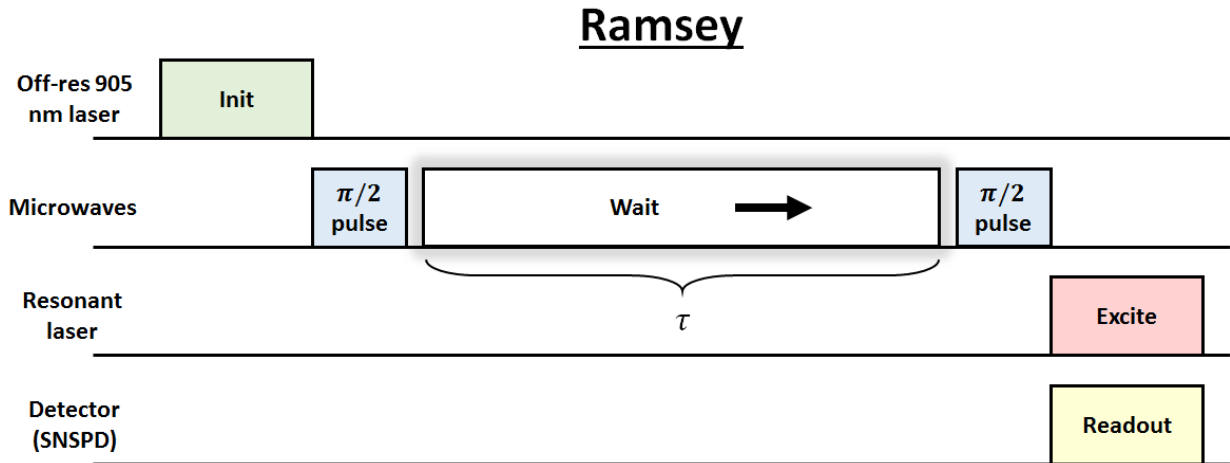 Ramsey
Off-res 905
nm laser
Init
Microwaves
π/2
pulse
Wait
π/2
pulse
τ
Resonant
laser
Excite
Detector
(SNSPD)
Readout